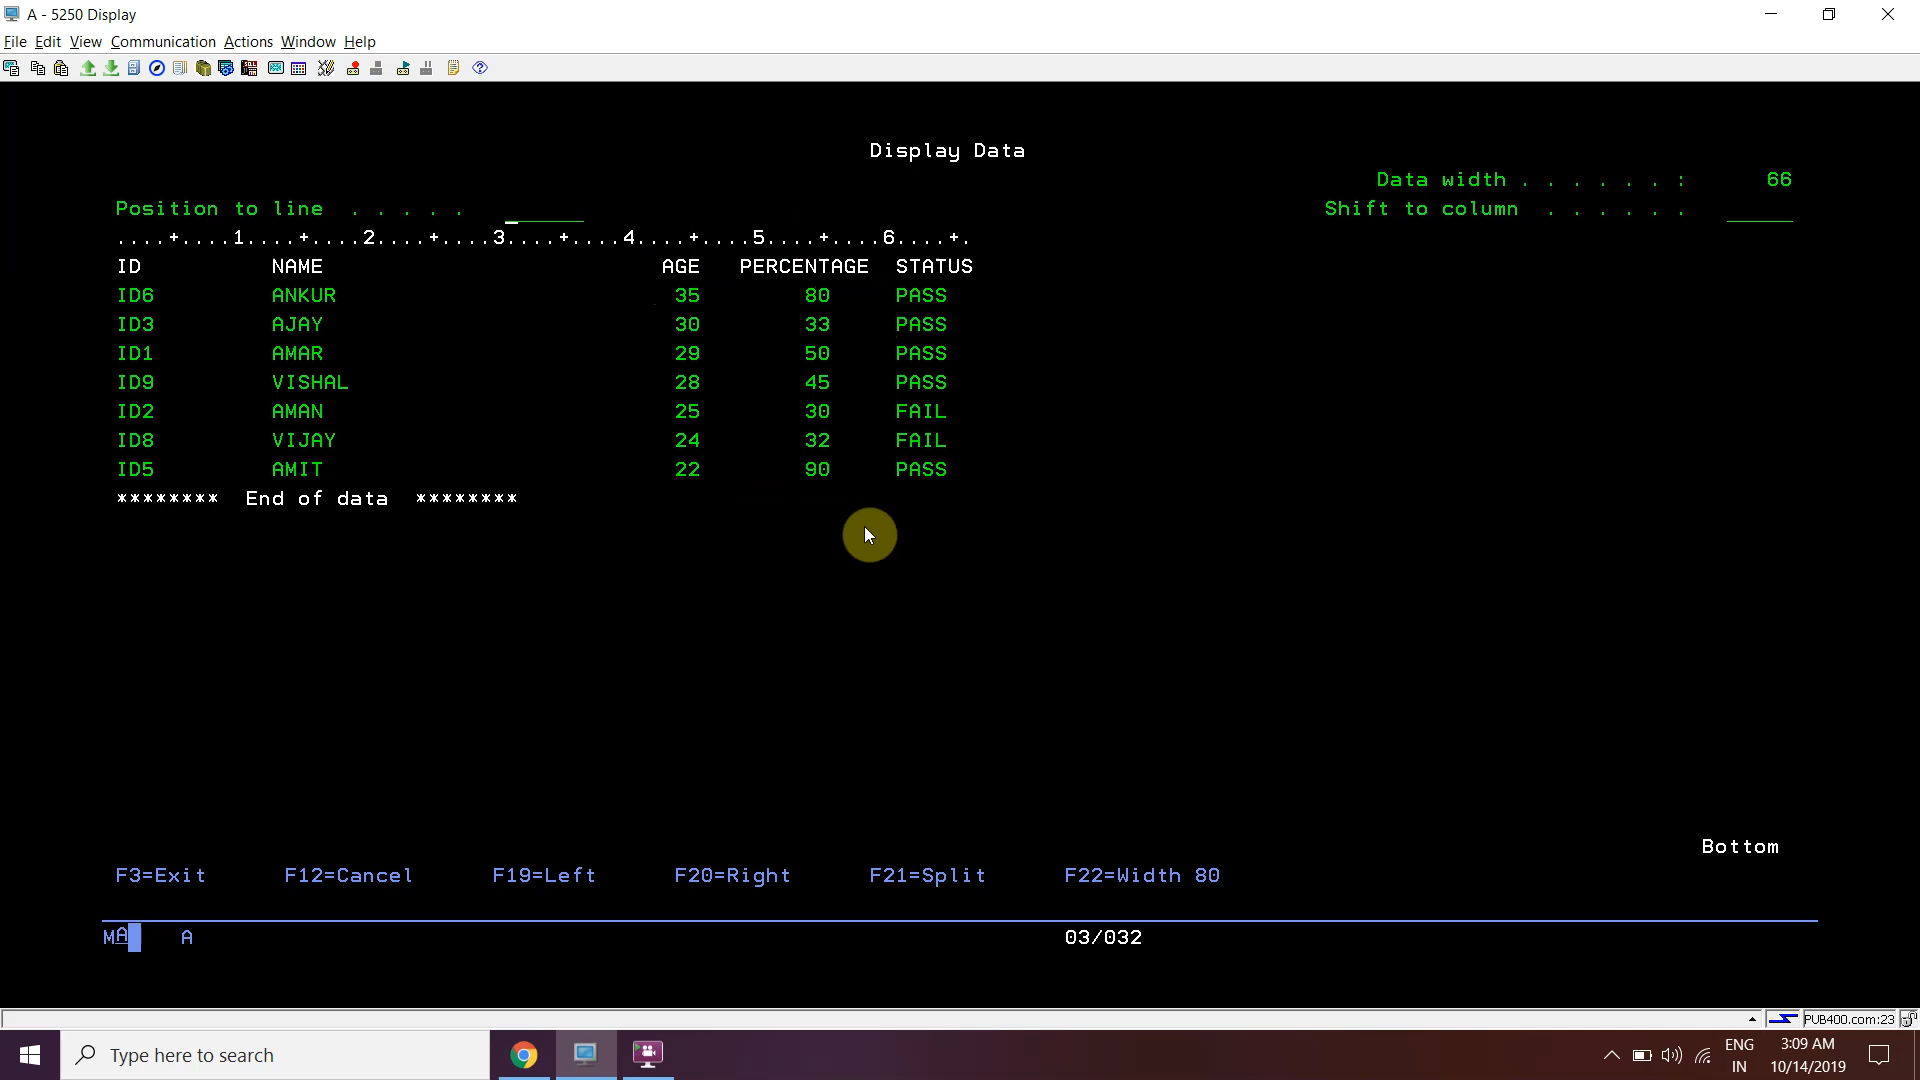 A - 5250 Display
File Edit View Communication Actions Window Help
Display Data
Data width . . . . . . : 66
Position to line . . . . . Shift to column . . . . . .
....+....1....+....2....+....3....+....4....+....5....+....6....+.
ID NAME AGE PERCENTAGE STATUS
ID6 ANKUR 35 80 PASS
ID3 AJAY 30 33 PASS
ID1 AMAR 29 50 PASS
ID9 VISHAL 28 45 PASS
ID2 AMAN 25 30 FAIL
ID8 VIJAY 24 32 FAIL
ID5 AMIT 22 90 PASS
******** End of data ********
Bottom
F3=Exit F12=Cancel F19=Left F20=Right F21=Split F22=Width 80
MA A 03/032
PUB400.com:23
Type here to search
ENG
IN
3:09 AM
10/14/2019